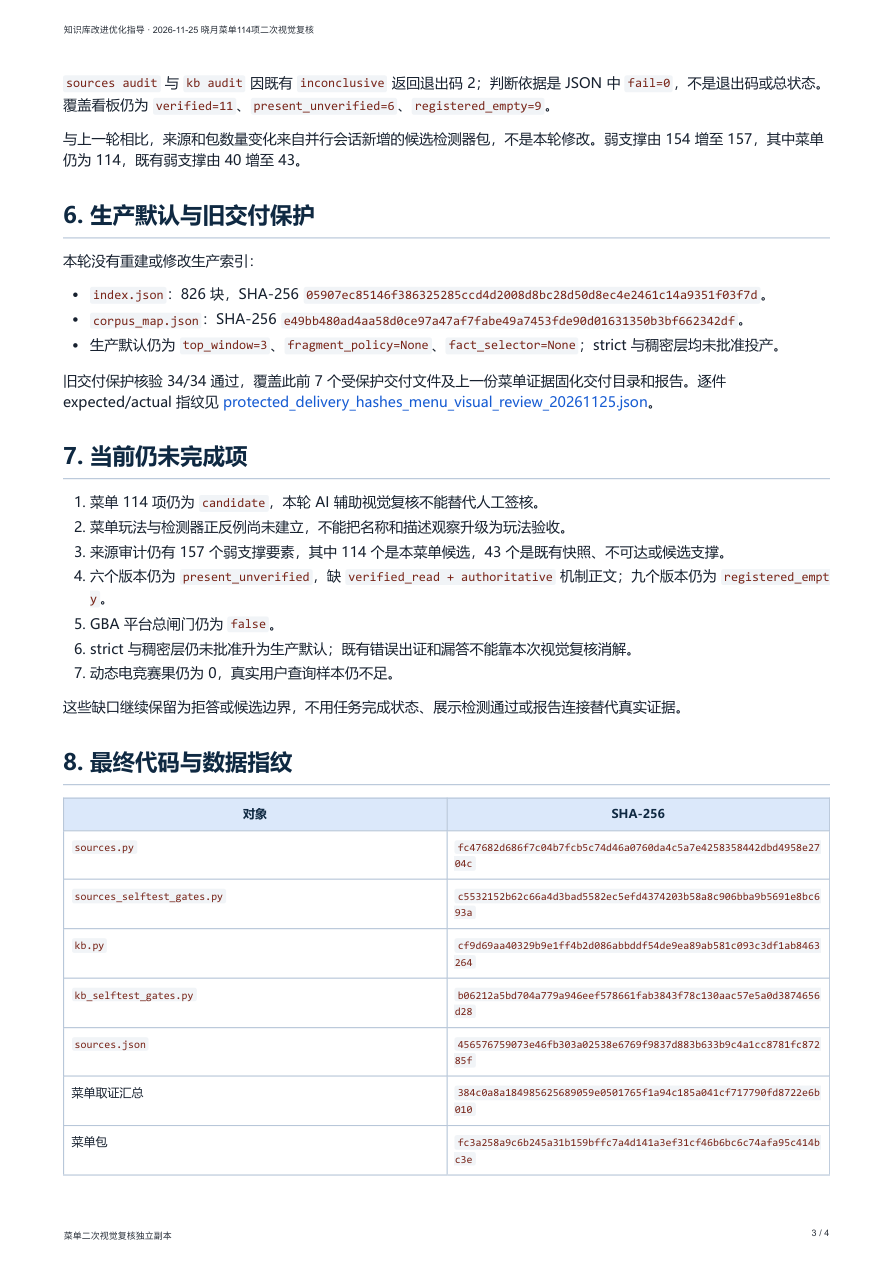 知识库改进优化指导 · 2026-11-25 晓月菜单114项二次视觉复核
sources audit 与 kb audit 因既有 inconclusive 返回退出码 2；判断依据是 JSON 中 fail=0，不是退出码或总状态。
覆盖看板仍为 verified=11、present_unverified=6、registered_empty=9。
与上一轮相比，来源和包数量变化来自并行会话新增的候选检测器包，不是本轮修改。弱支撑由 154 增至 157，其中菜单
仍为 114，既有弱支撑由 40 增至 43。
6. 生产默认与旧交付保护
本轮没有重建或修改生产索引：
• index.json：826 块，SHA-256 05907ec85146f386325285ccd4d2008d8bc28d50d8ec4e2461c14a9351f03f7d。
• corpus_map.json：SHA-256 e49bb480ad4aa58d0ce97a47af7fabe49a7453fde90d01631350b3bf662342df。
• 生产默认仍为 top_window=3、fragment_policy=None、fact_selector=None；strict 与稠密层均未批准投产。
旧交付保护核验 34/34 通过，覆盖此前 7 个受保护交付文件及上一份菜单证据固化交付目录和报告。逐件
expected/actual 指纹见 protected_delivery_hashes_menu_visual_review_20261125.json。
7. 当前仍未完成项
1. 菜单 114 项仍为 candidate，本轮 AI 辅助视觉复核不能替代人工签核。
2. 菜单玩法与检测器正反例尚未建立，不能把名称和描述观察升级为玩法验收。
3. 来源审计仍有 157 个弱支撑要素，其中 114 个是本菜单候选，43 个是既有快照、不可达或候选支撑。
4. 六个版本仍为 present_unverified，缺 verified_read + authoritative 机制正文；九个版本仍为 registered_empt
y。
5. GBA 平台总闸门仍为 false。
6. strict 与稠密层仍未批准升为生产默认；既有错误出证和漏答不能靠本次视觉复核消解。
7. 动态电竞赛果仍为 0，真实用户查询样本仍不足。
这些缺口继续保留为拒答或候选边界，不用任务完成状态、展示检测通过或报告连接替代真实证据。
8. 最终代码与数据指纹
对象 SHA-256
sources.py fc47682d686f7c04b7fcb5c74d46a0760da4c5a7e4258358442dbd4958e27
04c
sources_selftest_gates.py c5532152b62c66a4d3bad5582ec5efd4374203b58a8c906bba9b5691e8bc6
93a
kb.py cf9d69aa40329b9e1ff4b2d086abbddf54de9ea89ab581c093c3df1ab8463
264
kb_selftest_gates.py b06212a5bd704a779a946eef578661fab3843f78c130aac57e5a0d3874656
d28
sources.json 456576759073e46fb303a02538e6769f9837d883b633b9c4a1cc8781fc872
85f
菜单取证汇总 384c0a8a184985625689059e0501765f1a94c185a041cf717790fd8722e6b
010
菜单包 fc3a258a9c6b245a31b159bffc7a4d141a3ef31cf46b6bc6c74afa95c414b
c3e
菜单二次视觉复核独立副本
3 / 4